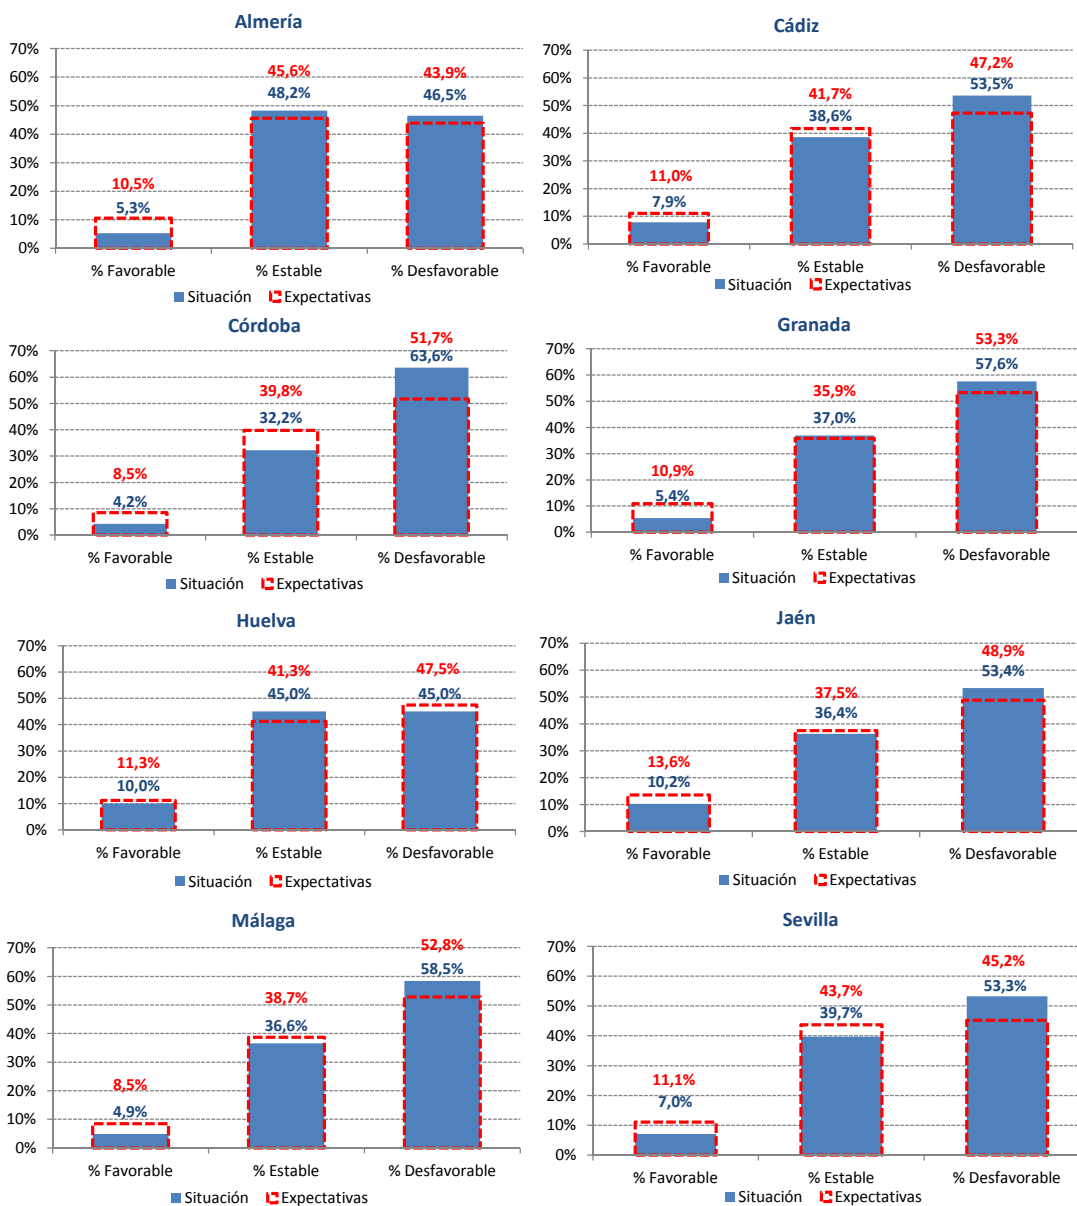 Almería
70%
60%
50%
40%
30%
20%
10%
0%
10,5%
5,3%
45,6%
48,2%
43,9%
46,5%
% Favorable
% Estable
% Desfavorable
Situación
Expectativas
Cádiz
70%
60%
50%
40%
30%
20%
10%
0%
11,0%
7,9%
41,7%
38,6%
47,2%
53,5%
% Favorable
% Estable
% Desfavorable
Situación
Expectativas
Córdoba
70%
60%
50%
40%
30%
20%
10%
0%
8,5%
4,2%
39,8%
32,2%
51,7%
63,6%
% Favorable
% Estable
% Desfavorable
Situación
Expectativas
Granada
70%
60%
50%
40%
30%
20%
10%
0%
10,9%
5,4%
35,9%
37,0%
53,3%
57,6%
% Favorable
% Estable
% Desfavorable
Situación
Expectativas
Huelva
70%
60%
50%
40%
30%
20%
10%
0%
11,3%
10,0%
41,3%
45,0%
47,5%
45,0%
% Favorable
% Estable
% Desfavorable
Situación
Expectativas
Jaén
70%
60%
50%
40%
30%
20%
10%
0%
13,6%
10,2%
37,5%
36,4%
48,9%
53,4%
% Favorable
% Estable
% Desfavorable
Situación
Expectativas
Málaga
70%
60%
50%
40%
30%
20%
10%
0%
8,5%
4,9%
38,7%
36,6%
52,8%
58,5%
% Favorable
% Estable
% Desfavorable
Situación
Expectativas
Sevilla
70%
60%
50%
40%
30%
20%
10%
0%
11,1%
7,0%
43,7%
39,7%
45,2%
53,3%
% Favorable
% Estable
% Desfavorable
Situación
Expectativas